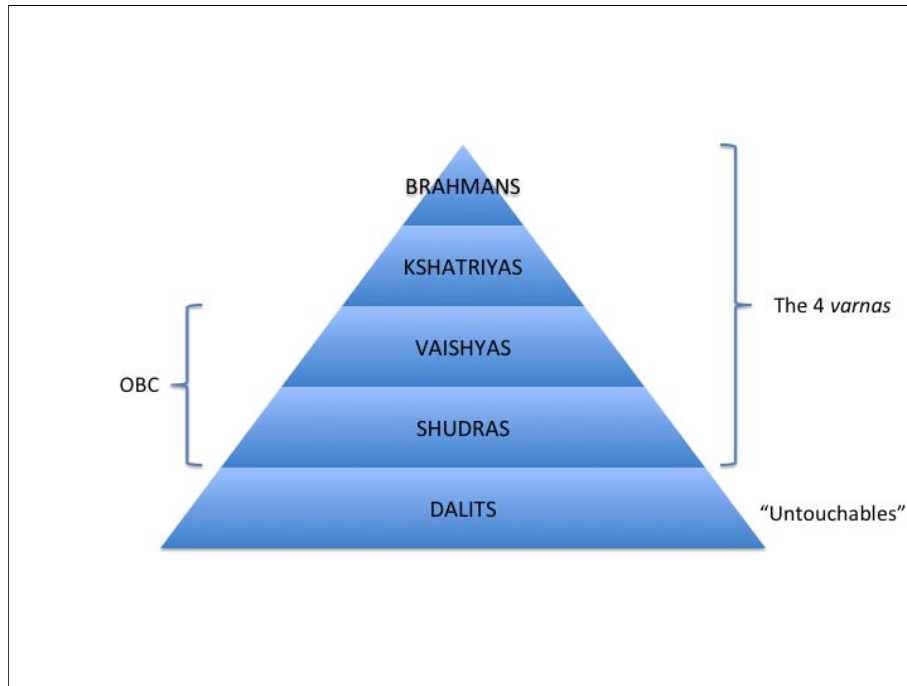 BRAHMANS
KSHATRIYAS
The 4 varnas
VAISHYAS
OBC
SHUDRAS
DALITS
“Untouchables”